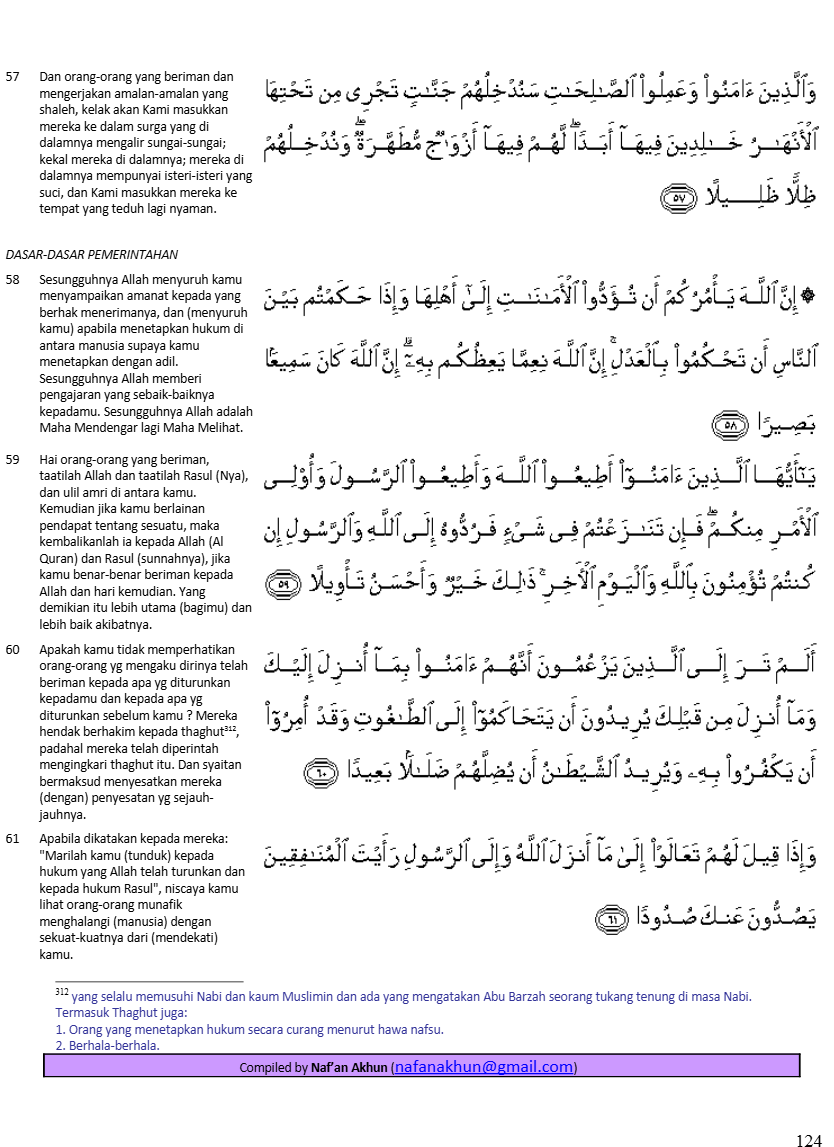 57 Dan orang-orang yang beriman dan
mengerjakan amalan-amalan yang
shaleh, kelak akan Kami masukkan
mereka ke dalam surga yang di
dalamnya mengalir sungai-sungai;
kekal mereka di dalamnya; mereka di
dalamnya mempunyai isteri-isteri yang
suci, dan Kami masukkan mereka ke
tempat yang teduh lagi nyaman.
وَٱلَّذِينَ ءَامَنُوا۟ وَعَمِلُوا۟ ٱلصَّـٰلِحَـٰتِ سَنُدْخِلُهُمْ جَنَّـٰتٍ تَجْرِى مِن تَحْتِهَا
ٱلْأَنْهَـٰرُ خَـٰلِدِينَ فِيهَآ أَبَدًا ۖ لَّهُمْ فِيهَآ أَزْوَٰجٌ مُّطَهَّرَةٌ ۖ وَنُدْخِلُهُمْ
ظِلًّا ظَلِيلًا ٥٧
DASAR-DASAR PEMERINTAHAN
58 Sesungguhnya Allah menyuruh kamu
menyampaikan amanat kepada yang
berhak menerimanya, dan (menyuruh
kamu) apabila menetapkan hukum di
antara manusia supaya kamu
menetapkan dengan adil.
Sesungguhnya Allah memberi
pengajaran yang sebaik-baiknya
kepadamu. Sesungguhnya Allah adalah
Maha Mendengar lagi Maha Melihat.
۞ إِنَّ ٱللَّهَ يَأْمُرُكُمْ أَن تُؤَدُّوا۟ ٱلْأَمَـٰنَـٰتِ إِلَىٰٓ أَهْلِهَا وَإِذَا حَكَمْتُم بَيْنَ
ٱلنَّاسِ أَن تَحْكُمُوا۟ بِٱلْعَدْلِ ۚ إِنَّ ٱللَّهَ نِعِمَّا يَعِظُكُم بِهِۦٓ ۗ إِنَّ ٱللَّهَ كَانَ سَمِيعًۢا
بَصِيرًا ٥٨
59 Hai orang-orang yang beriman,
taatilah Allah dan taatilah Rasul (Nya),
dan ulil amri di antara kamu.
Kemudian jika kamu berlainan
pendapat tentang sesuatu, maka
kembalikanlah ia kepada Allah (Al
Quran) dan Rasul (sunnahnya), jika
kamu benar-benar beriman kepada
Allah dan hari kemudian. Yang
demikian itu lebih utama (bagimu) dan
lebih baik akibatnya.
يَـٰٓأَيُّهَا ٱلَّذِينَ ءَامَنُوٓا۟ أَطِيعُوا۟ ٱللَّهَ وَأَطِيعُوا۟ ٱلرَّسُولَ وَأُو۟لِى
ٱلْأَمْرِ مِنكُمْ ۖ فَإِن تَنَـٰزَعْتُمْ فِى شَىْءٍ فَرُدُّوهُ إِلَى ٱللَّهِ وَٱلرَّسُولِ إِن
كُنتُمْ تُؤْمِنُونَ بِٱللَّهِ وَٱلْيَوْمِ ٱلْأَخِرِ ۚ ذَٰلِكَ خَيْرٌ وَأَحْسَنُ تَأْوِيلًا ٥٩
60 Apakah kamu tidak memperhatikan
orang-orang yg mengaku dirinya telah
beriman kepada apa yg diturunkan
kepadamu dan kepada apa yg
diturunkan sebelum kamu ? Mereka
hendak berhakim kepada thaghut³¹²,
padahal mereka telah diperintah
mengingkari thaghut itu. Dan syaitan
bermaksud menyesatkan mereka
(dengan) penyesatan yg sejauh-
jauhnya.
أَلَمْ تَرَ إِلَى ٱلَّذِينَ يَزْعُمُونَ أَنَّهُمْ ءَامَنُوا۟ بِمَآ أُنزِلَ إِلَيْكَ
وَمَآ أُنزِلَ مِن قَبْلِكَ يُرِيدُونَ أَن يَتَحَاكَمُوٓا۟ إِلَى ٱلطَّـٰغُوتِ وَقَدْ أُمِرُوٓا۟
أَن يَكْفُرُوا۟ بِهِۦ وَيُرِيدُ ٱلشَّيْطَـٰنُ أَن يُضِلَّهُمْ ضَلَـٰلًۢا بَعِيدًا ٦٠
61 Apabila dikatakan kepada mereka:
"Marilah kamu (tunduk) kepada
hukum yang Allah telah turunkan dan
kepada hukum Rasul", niscaya kamu
lihat orang-orang munafik
menghalangi (manusia) dengan
sekuat-kuatnya dari (mendekati)
kamu.
وَإِذَا قِيلَ لَهُمْ تَعَالَوْا۟ إِلَىٰ مَآ أَنزَلَ ٱللَّهُ وَإِلَى ٱلرَّسُولِ رَأَيْتَ ٱلْمُنَـٰفِقِينَ
يَصُدُّونَ عَنكَ صُدُودًا ٦١
³¹² yang selalu memusuhi Nabi dan kaum Muslimin dan ada yang mengatakan Abu Barzah seorang tukang tenung di masa Nabi.
Termasuk Thaghut juga:
1. Orang yang menetapkan hukum secara curang menurut hawa nafsu.
2. Berhala-berhala.
Compiled by Naf'an Akhun (nafanakhun@gmail.com)
124